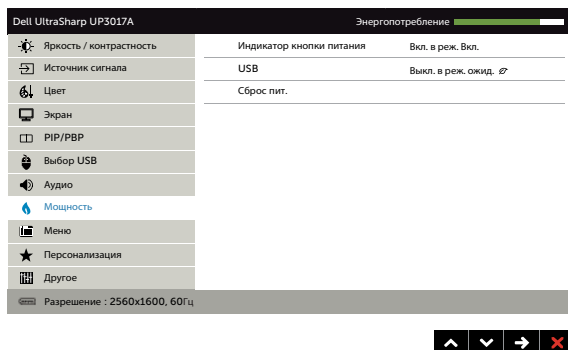 Dell UltraSharp UP3017A Энергопотребление
Яркость / контрастность Индикатор кнопки питания Вкл. в реж. Вкл.
Источник сигнала USB Выкл. в реж. ожид.
Цвет Сброс пит.
Экран
PIP/PBP
Выбор USB
Аудио
Мощность
Меню
Персонализация
Другое
Разрешение : 2560x1600, 60Гц